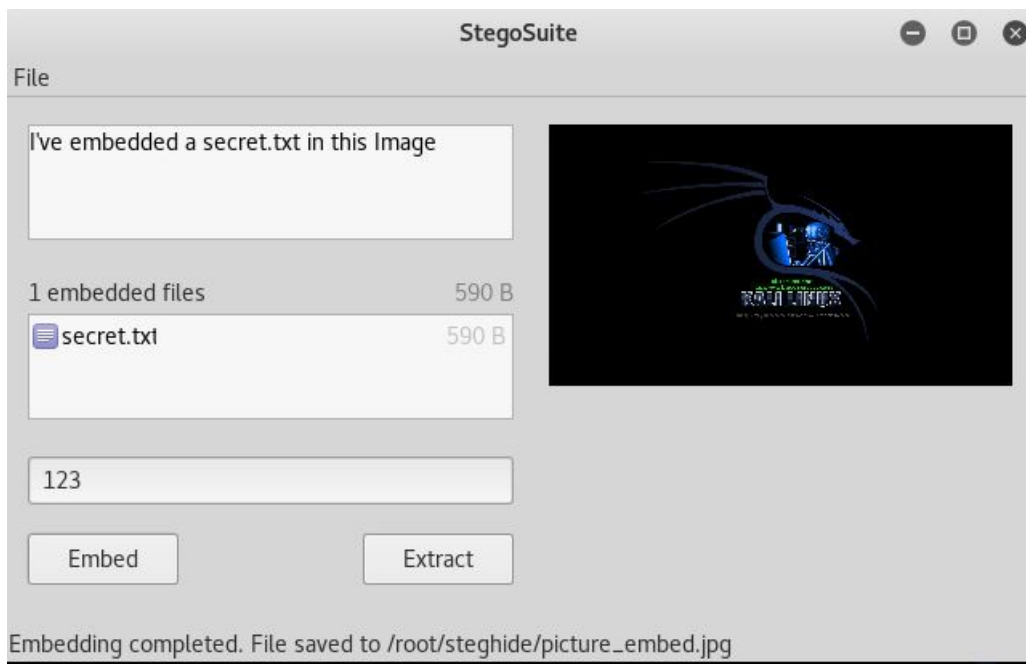 StegoSuite
File
I've embedded a secret.txt in this Image
1 embedded files 590 B
secret.txt 590 B
123
Embed Extract
KALI LINUX
Embedding completed. File saved to /root/steghide/picture_embed.jpg